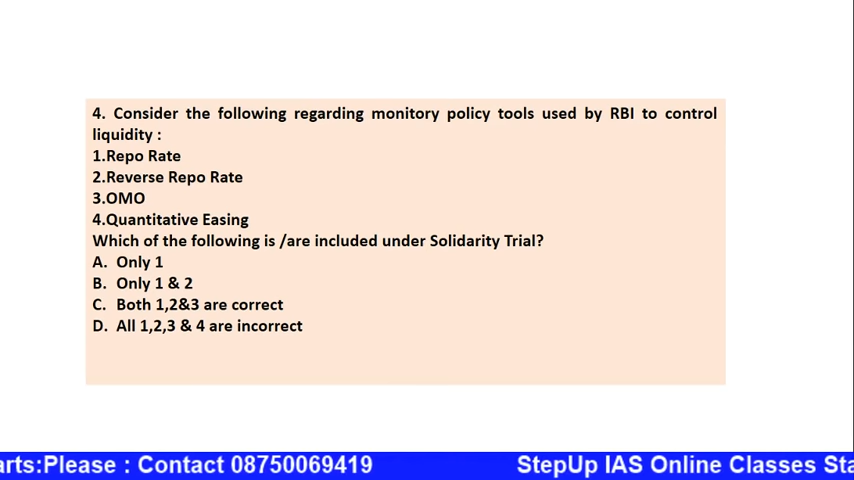 4. Consider the following regarding monitory policy tools used by RBI to control
liquidity :
1.Repo Rate
2.Reverse Repo Rate
3.OMO
4.Quantitative Easing
Which of the following is /are included under Solidarity Trial?
A. Only 1
B. Only 1 & 2
C. Both 1,2&3 are correct
D. All 1,2,3 & 4 are incorrect
arts:Please : Contact 08750069419 StepUp IAS Online Classes Sta